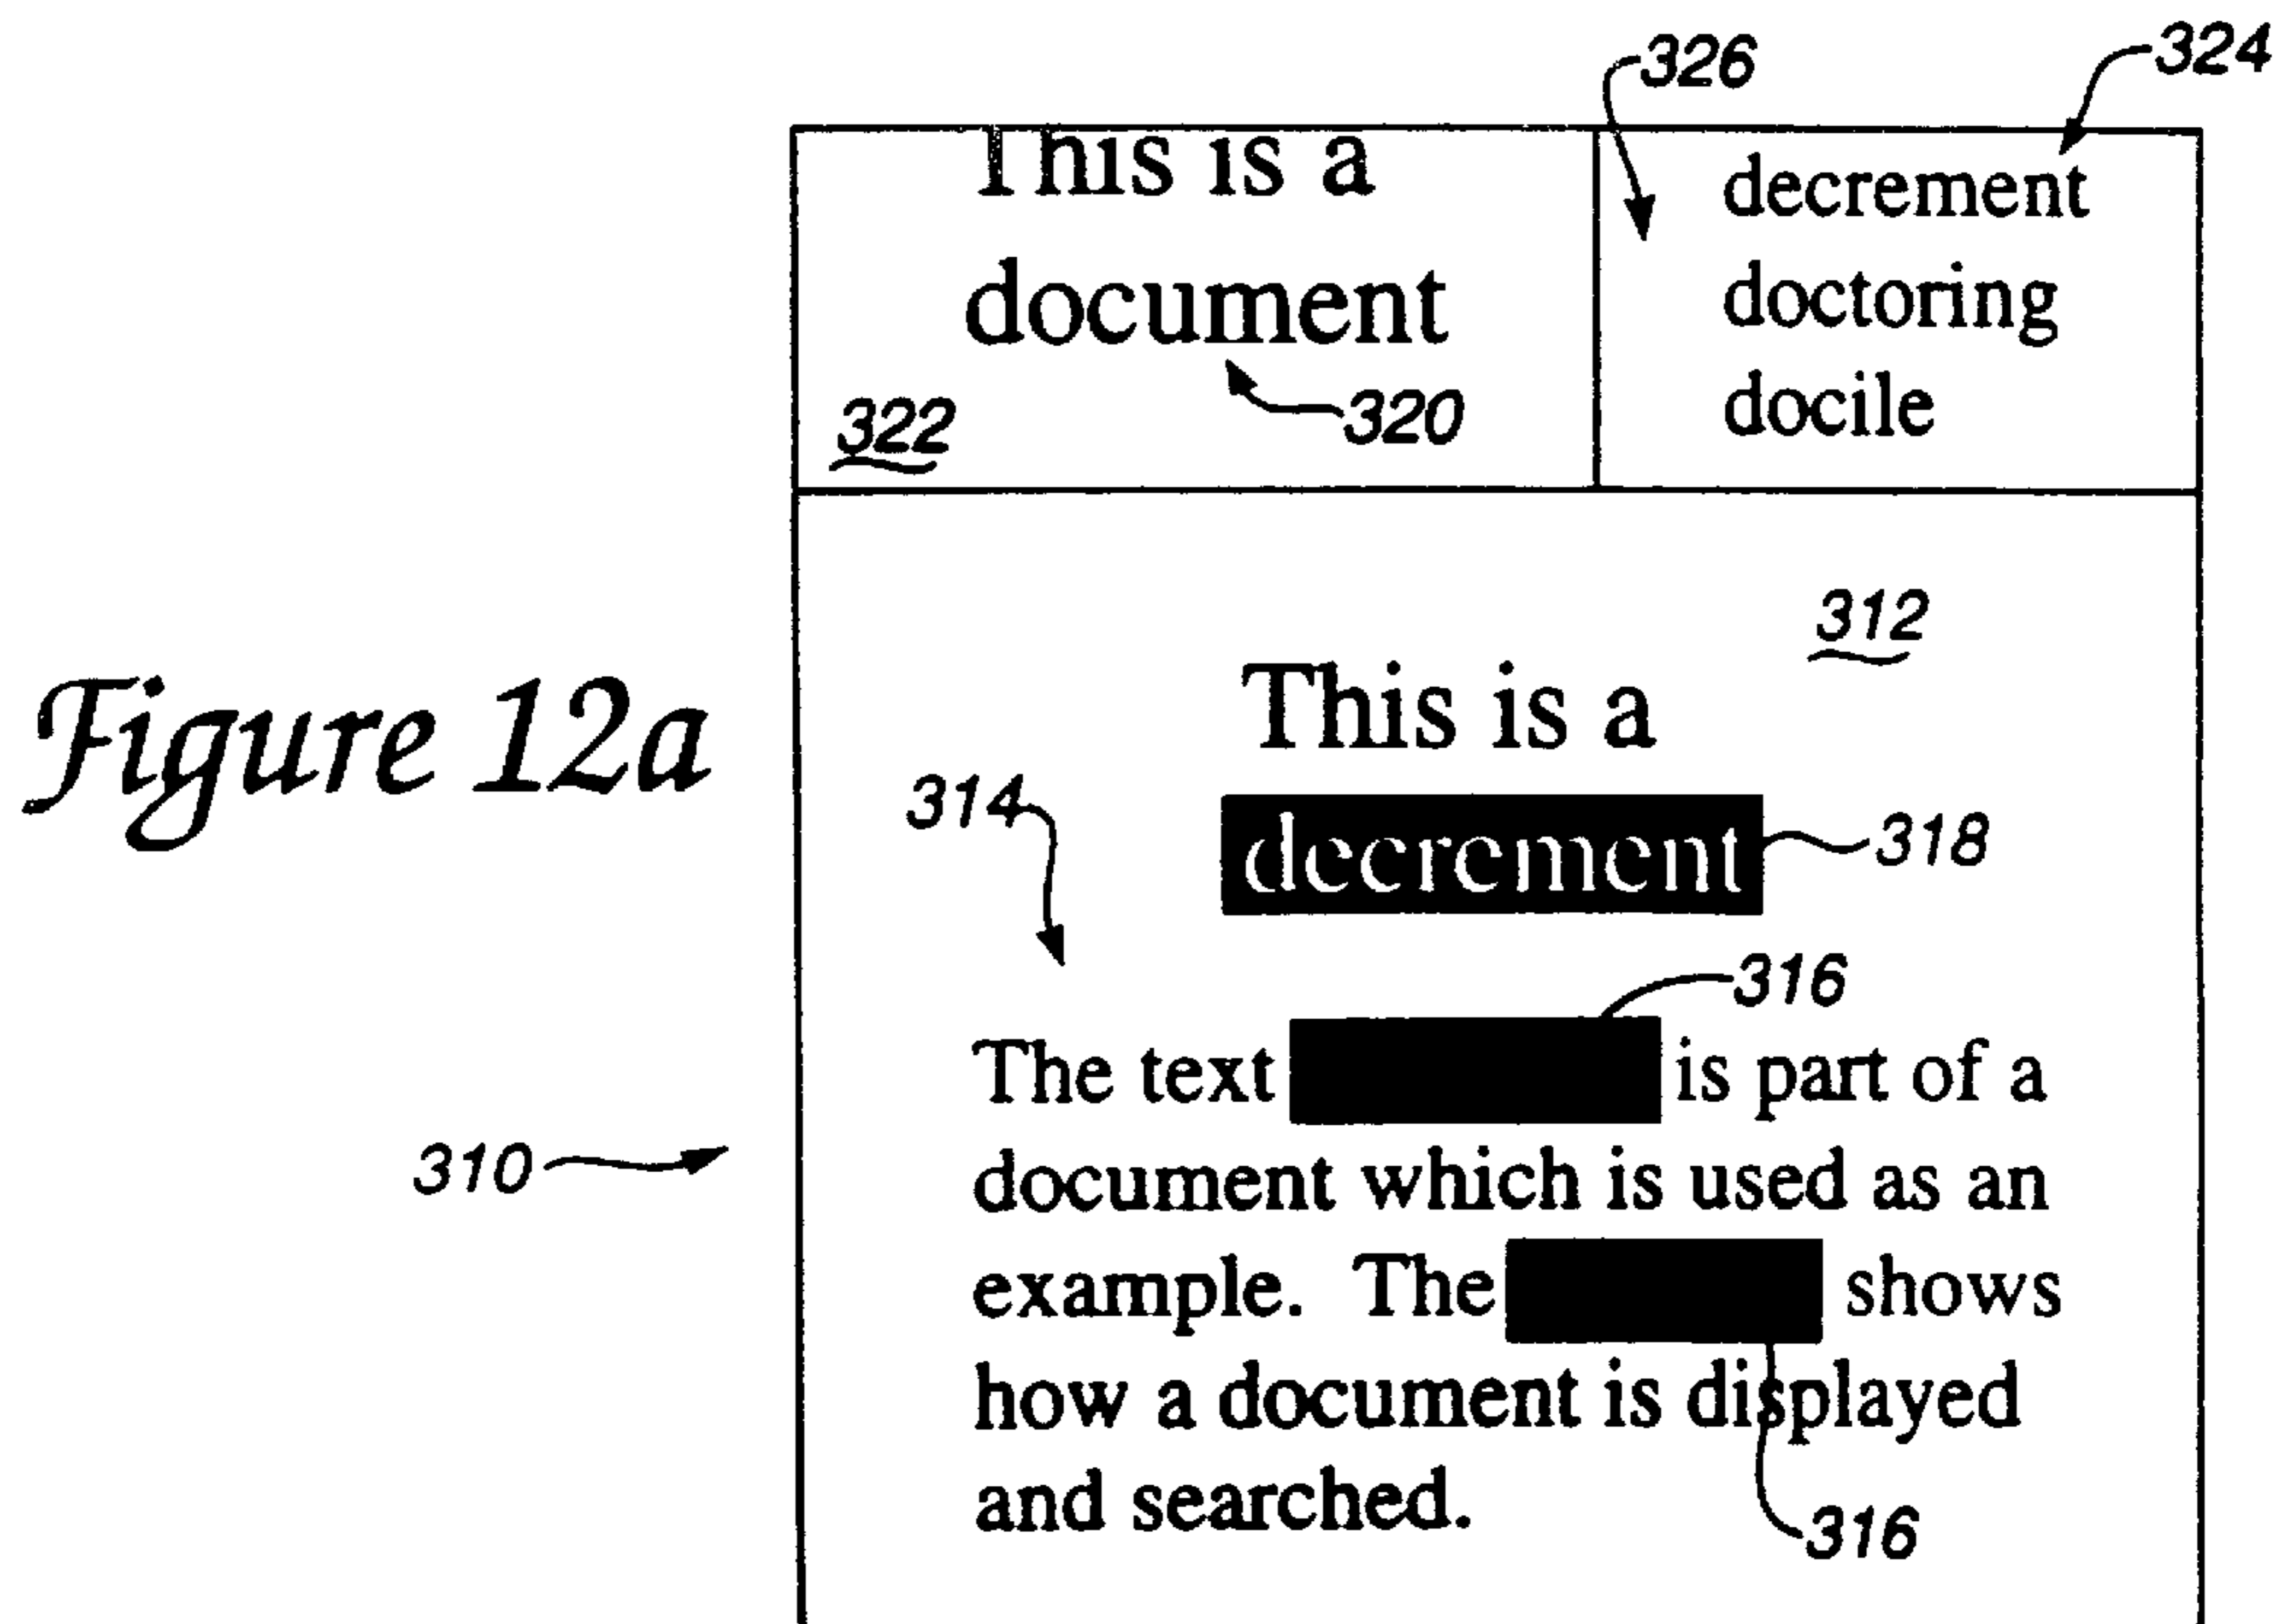 326
324
This is a
decrement
document
doctoring
322
320
docile
312
Figure 12a
This is a
314
decrement
318
316
The text is part of a
310
document which is used as an
example. The shows
how a document is displayed
and searched.
316